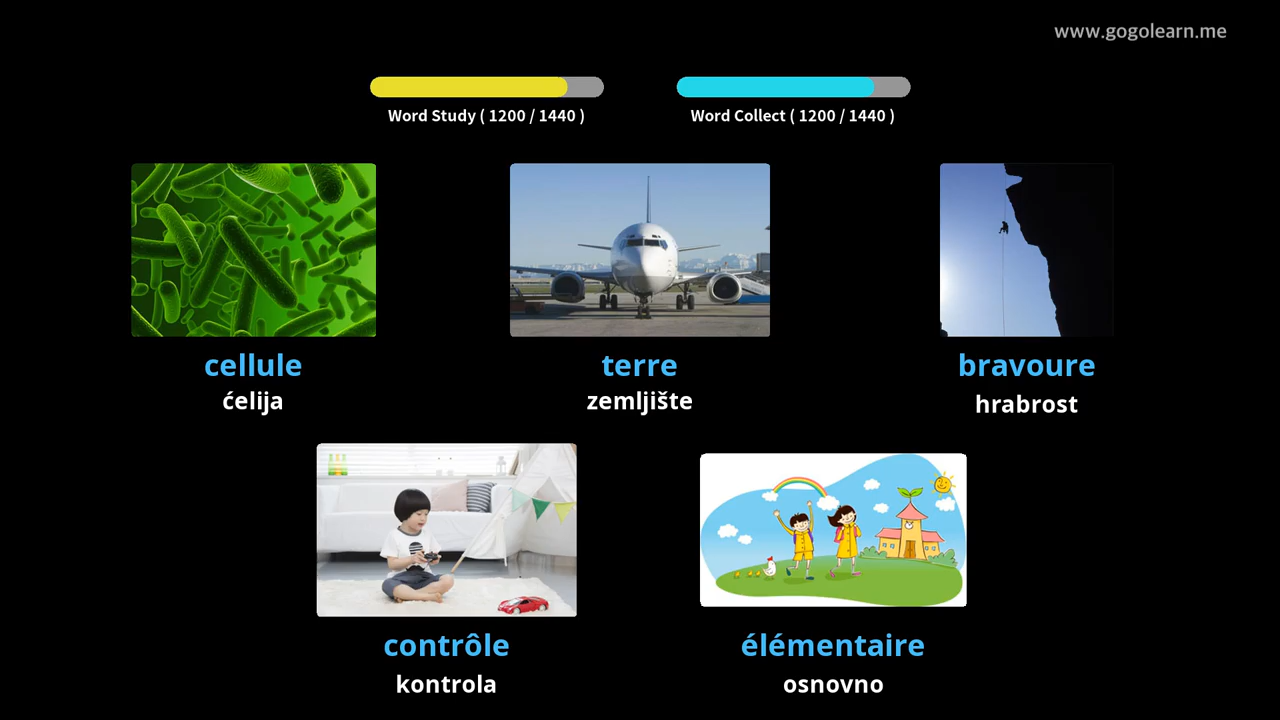 www.gogolearn.me
Word Study ( 1200 / 1440 )
Word Collect ( 1200 / 1440 )
cellule
ćelija
terre
zemljište
bravoure
hrabrost
contrôle
kontrola
élémentaire
osnovno